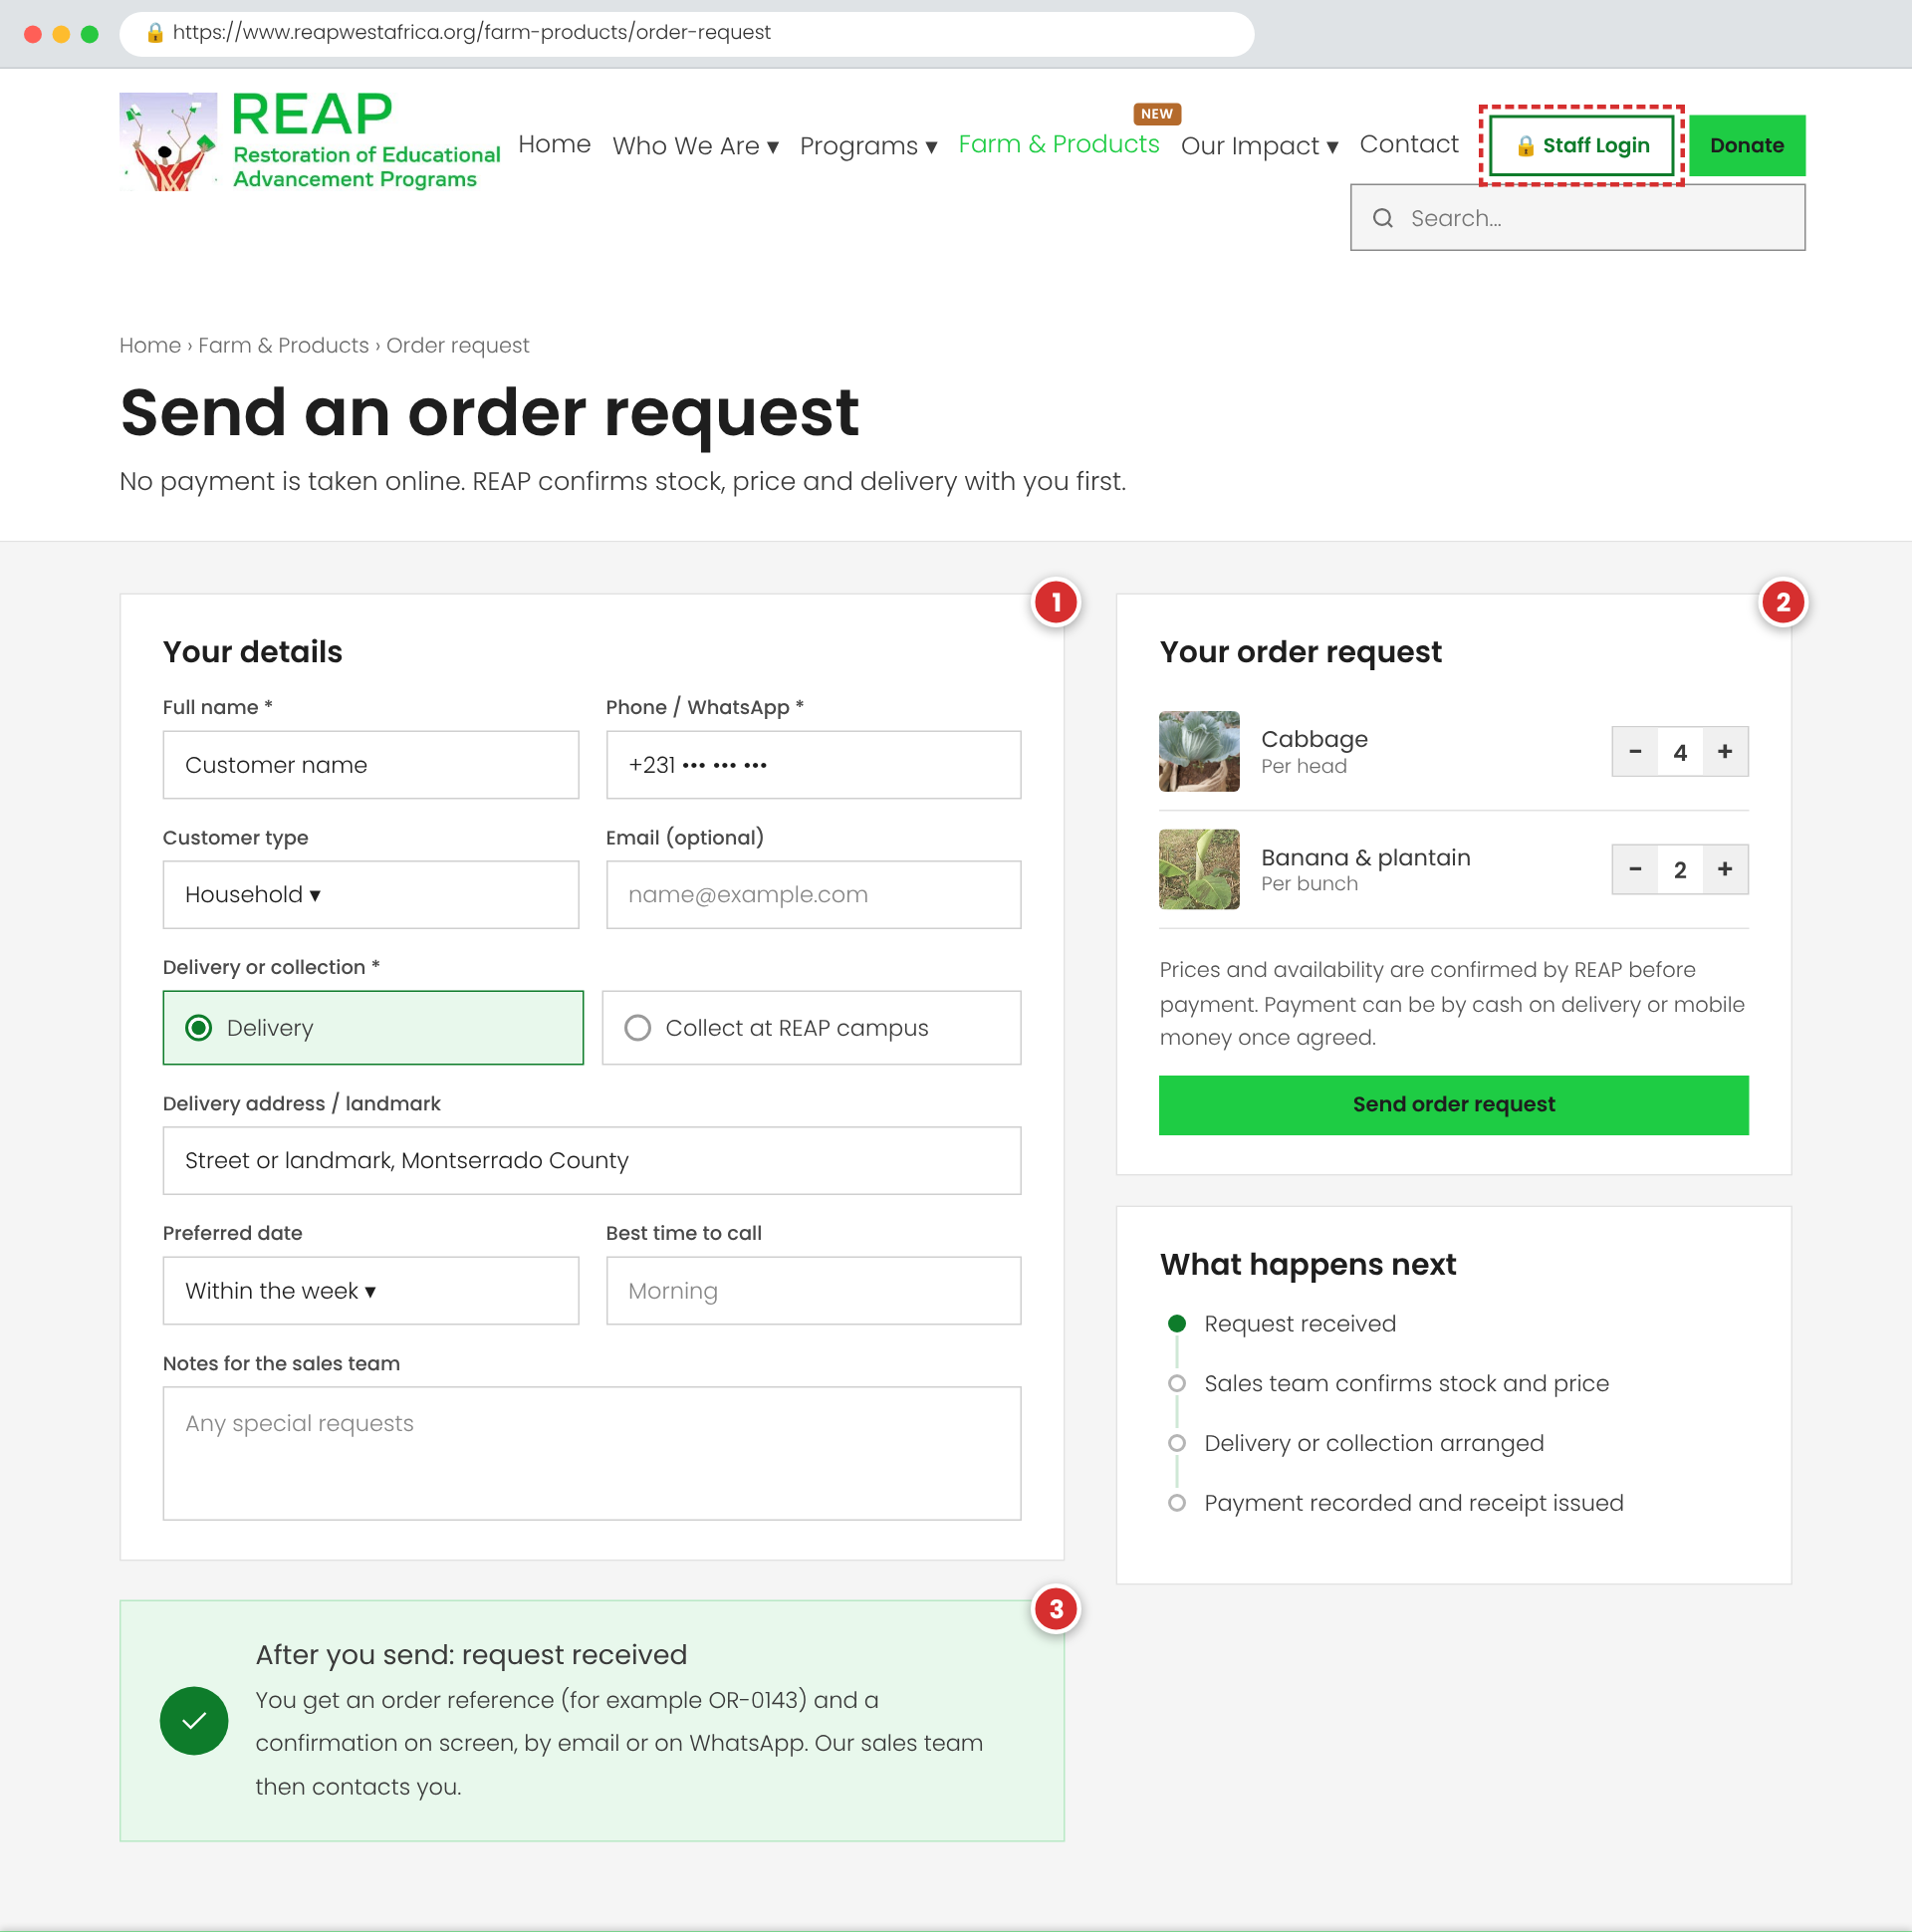 https://www.reapwestafrica.org/farm-products/order-request
REAP
Restoration of Educational
Advancement Programs
Home
Who We Are ▾
Programs ▾
Farm & Products
NEW
Our Impact ▾
Contact
Staff Login
Donate
Search...
Home › Farm & Products › Order request
Send an order request
No payment is taken online. REAP confirms stock, price and delivery with you first.
1
Your details
Full name *
Customer name
Phone / WhatsApp *
+231 ••• ••• •••
Customer type
Household ▾
Email (optional)
name@example.com
Delivery or collection *
Delivery
Collect at REAP campus
Delivery address / landmark
Street or landmark, Montserrado County
Preferred date
Within the week ▾
Best time to call
Morning
Notes for the sales team
Any special requests
2
Your order request
Cabbage
Per head
− 4 +
Banana & plantain
Per bunch
− 2 +
Prices and availability are confirmed by REAP before
payment. Payment can be by cash on delivery or mobile
money once agreed.
Send order request
What happens next
Request received
Sales team confirms stock and price
Delivery or collection arranged
Payment recorded and receipt issued
3
After you send: request received
You get an order reference (for example OR-0143) and a
confirmation on screen, by email or on WhatsApp. Our sales team
then contacts you.